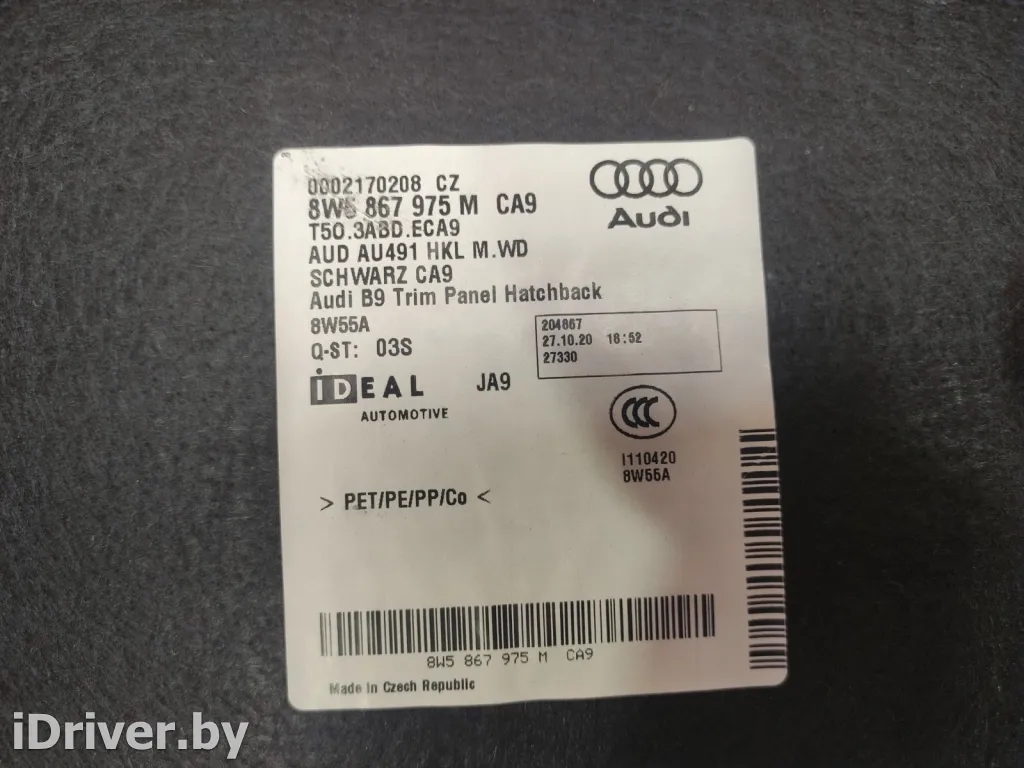 0002170208 CZ
8W5 867 975 M CA9
T50.3ABD.ECA9
AUD AU491 HKL M.WD
SCHWARZ CA9
Audi B9 Trim Panel Hatchback
8W55A
Q-ST: 03S
Audi
204867
27.10.20 18:52
27330
iDEAL JA9
AUTOMOTIVE
CCC
I110420
8W55A
> PET/PE/PP/Co <
8W5 867 975 M CA9
Made in Czech Republic
iDriver.by